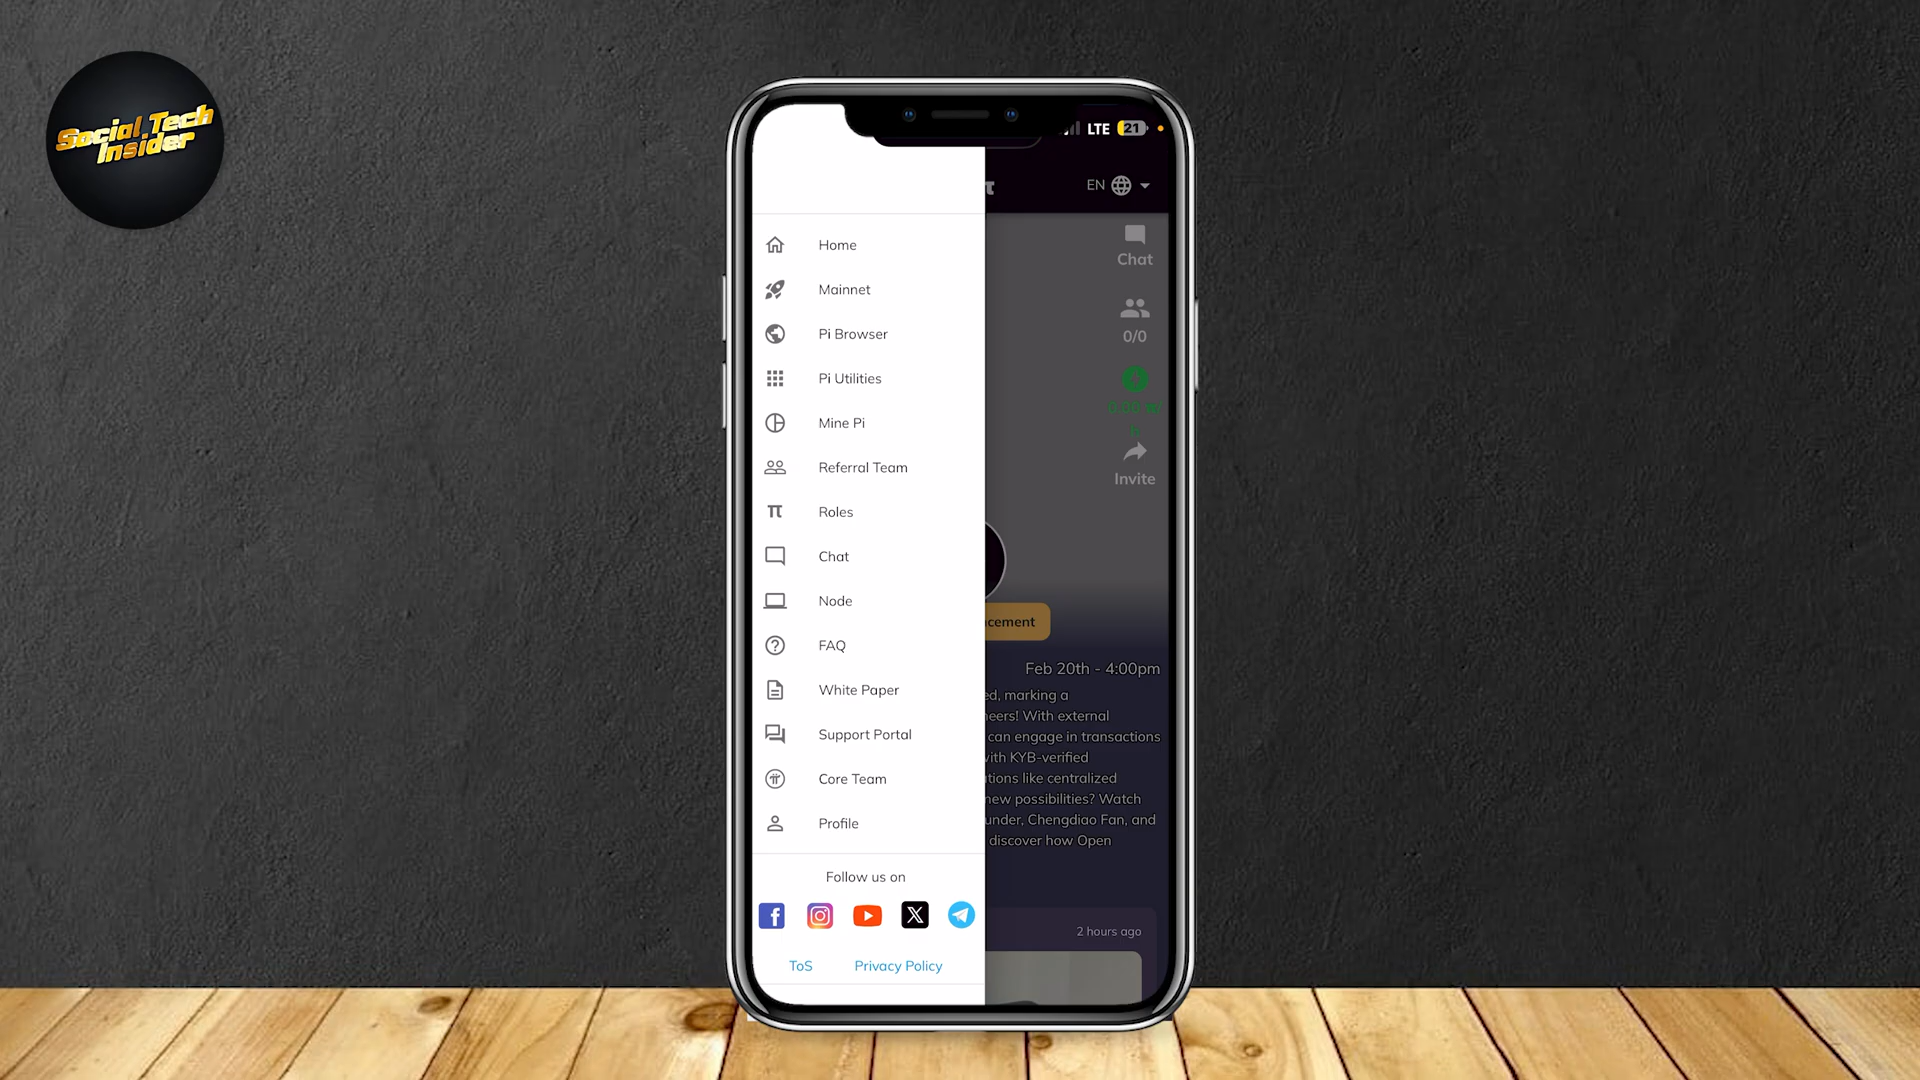 Social Tech
Insider
LTE 21
EN
Home
Mainnet
Pi Browser
Pi Utilities
Mine Pi
Referral Team
Roles
Chat
Node
FAQ
White Paper
Support Portal
Core Team
Profile
Follow us on
ToS Privacy Policy
Chat
0/0
Invite
cement
Feb 20th - 4:00pm
ed, marking a
neers! With external
can engage in transactions
with KYB-verified
tions like centralized
new possibilities? Watch
under, Chengdiao Fan, and
discover how Open
2 hours ago